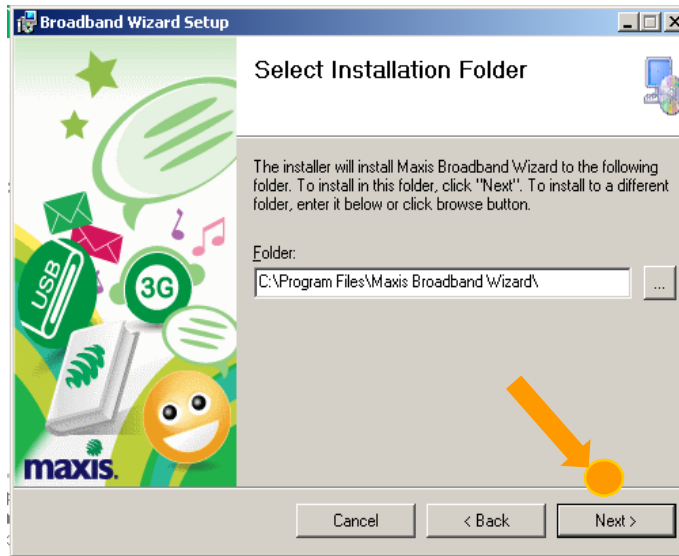 Broadband Wizard Setup
Select Installation Folder
The installer will install Maxis Broadband Wizard to the following
folder. To install in this folder, click "Next". To install to a different
folder, enter it below or click browse button.
Folder:
C:\Program Files\Maxis Broadband Wizard\
...
USB
3G
maxis.
Cancel
< Back
Next >